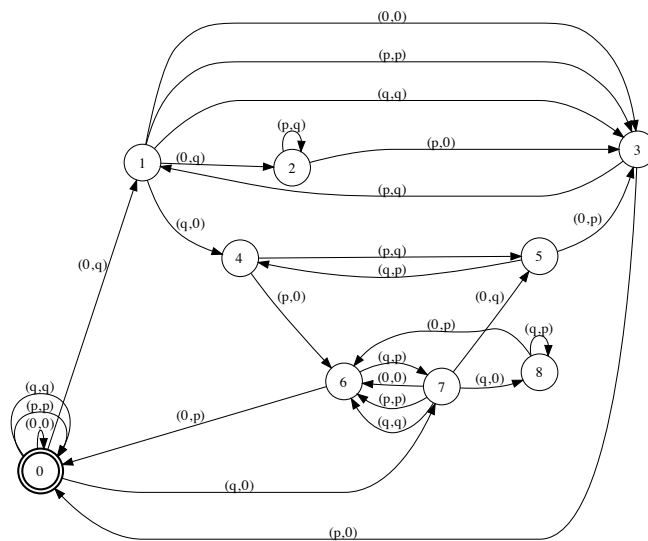 (0,0)
(p,p)
(q,q)
(p,q)
(0,q)
(p,0)
1
2
3
(p,q)
(q,0)
(0,p)
(p,q)
4
5
(q,p)
(0,q)
(p,0)
(0,q)
(0,p)
(q,p)
(q,p)
8
6
(0,0)
7
(q,0)
(q,q)
(p,p)
(p,p)
(0,p)
(q,q)
(0,0)
0
(q,0)
(p,0)